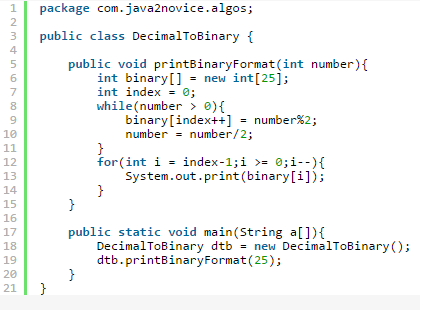 1 package com.java2novice.algos;
2
3 public class DecimalToBinary {
4
5     public void printBinaryFormat(int number){
6         int binary[] = new int[25];
7         int index = 0;
8         while(number > 0){
9             binary[index++] = number%2;
10             number = number/2;
11         }
12         for(int i = index-1;i >= 0;i--){
13             System.out.print(binary[i]);
14         }
15     }
16
17     public static void main(String a[]){
18         DecimalToBinary dtb = new DecimalToBinary();
19         dtb.printBinaryFormat(25);
20     }
21 }